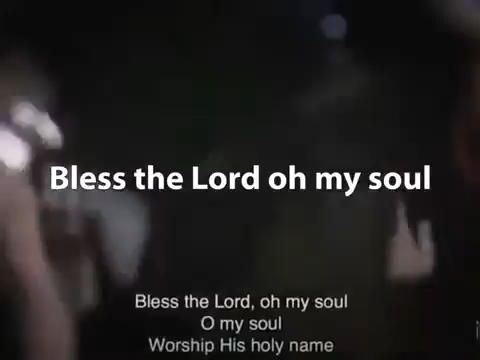 Bless the Lord oh my soul
Bless the Lord, oh my soul
O my soul
Worship His holy name